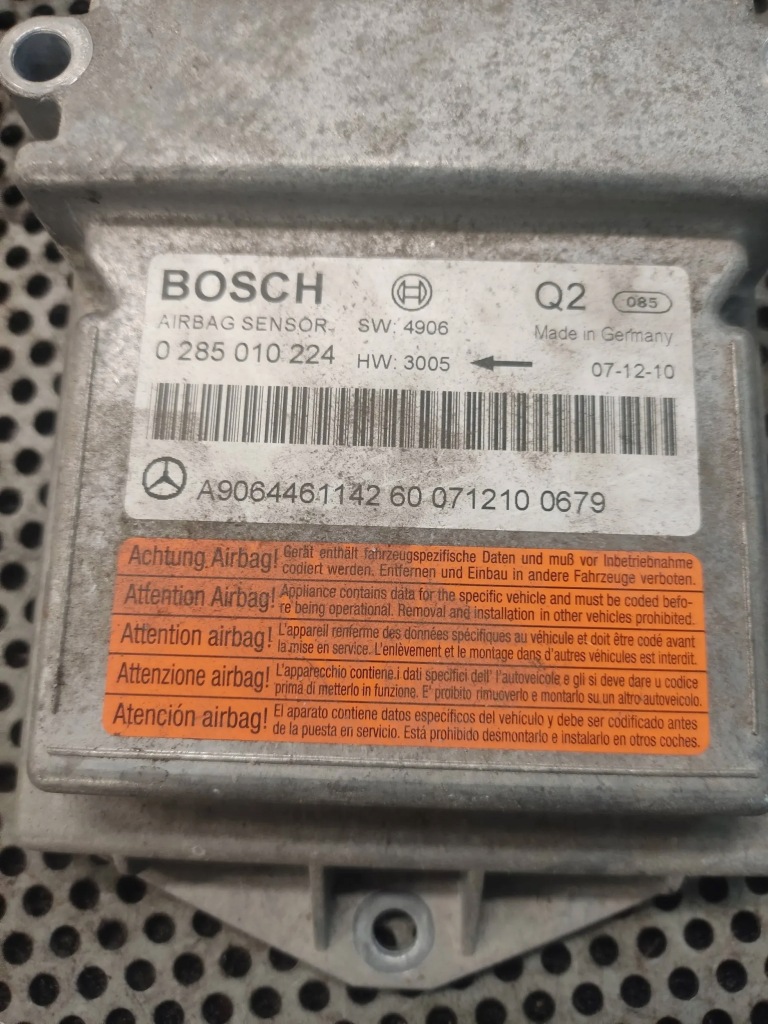 BOSCH
Q2 085
AIRBAG SENSOR SW: 4906 Made in Germany
0 285 010 224 HW: 3005 07-12-10
A9064461142 60 071210 0679
Achtung Airbag! Gerät enthält fahrzeugspezifische Daten und muß vor Inbetriebnahme
codiert werden. Entfernen und Einbau in andere Fahrzeuge verboten.
Attention Airbag! Appliance contains data for the specific vehicle and must be coded befo-
re being operational. Removal and installation in other vehicles prohibited.
Attention airbag! L'appareil renferme des données spécifiques au véhicule et doit être codé avant
la mise en service. L'enlèvement et le montage dans d'autres véhicules est interdit.
Attenzione airbag! L'apparecchio contiene i dati specifici dell' l'autoveicole e gli si deve dare u codice
prima di metterlo in funzione. E' proibito rimuoverlo e montarlo su un altro autoveicolo.
Atención airbag! El aparato contiene datos específicos del vehículo y debe ser codificado antes
de la puesta en servicio. Está prohibido desmontarlo e instalarlo en otros coches.